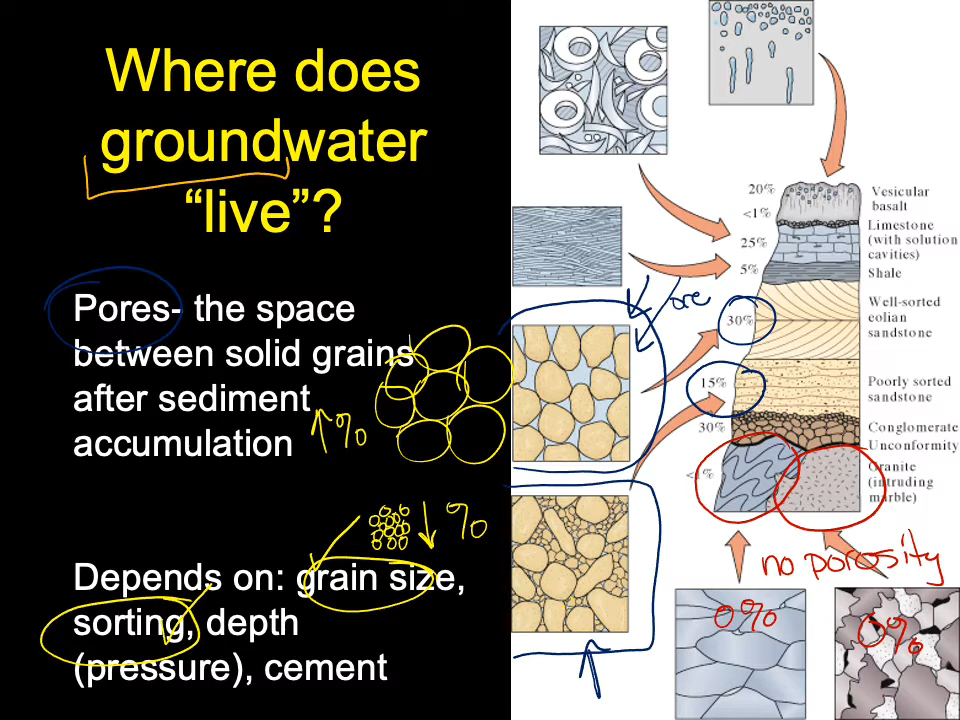 Where does
groundwater
“live”?
Pores- the space
between solid grains
after sediment
accumulation
↑%
↓%
Depends on: grain size,
sorting, depth
(pressure), cement
20%
Vesicular
basalt
<1%
Limestone
(with solution
cavities)
25%
5%
Shale
30%
Well-sorted
eolian
sandstone
15%
Poorly sorted
sandstone
30%
Conglomerate
Unconformity
<1%
Granite
(intruding
marble)
no porosity
0%
0%